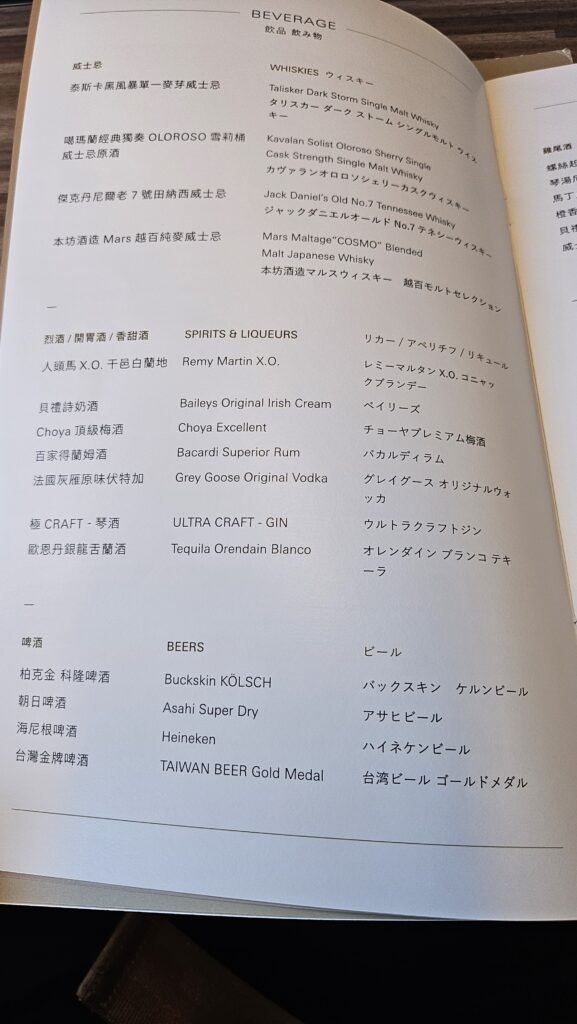 BEVERAGE
飲品 飲み物
威士忌 WHISKIES ウィスキー
泰斯卡黑風暴單一麥芽威士忌 Talisker Dark Storm Single Malt Whisky
タリスカー ダーク ストーム シングルモルト ウイス
キー
噶瑪蘭經典獨奏 OLOROSO 雪莉桶 Kavalan Solist Oloroso Sherry Single
威士忌原酒 Cask Strength Single Malt Whisky
カヴァランオロロソシェリーカスクウィスキー
傑克丹尼爾老 7 號田納西威士忌 Jack Daniel's Old No.7 Tennessee Whisky
ジャックダニエルオールド No.7 テネシーウィスキー
本坊酒造 Mars 越百純麥威士忌 Mars Maltage"COSMO" Blended
Malt Japanese Whisky
本坊酒造マルスウィスキー 越百モルトセレクション
烈酒 / 開胃酒 / 香甜酒 SPIRITS & LIQUEURS リカー / アペリチフ / リキュール
人頭馬 X.O. 干邑白蘭地 Remy Martin X.O. レミーマルタン X.O. コニャッ
クブランデー
貝禮詩奶酒 Baileys Original Irish Cream ベイリーズ
Choya 頂級梅酒 Choya Excellent チョーヤプレミアム梅酒
百家得蘭姆酒 Bacardi Superior Rum バカルディラム
法國灰雁原味伏特加 Grey Goose Original Vodka グレイグース オリジナルウォ
ッカ
極 CRAFT - 琴酒 ULTRA CRAFT - GIN ウルトラクラフトジン
歐恩丹銀龍舌蘭酒 Tequila Orendain Blanco オレンダイン ブランコ テキ
ーラ
啤酒 BEERS ビール
柏克金 科隆啤酒 Buckskin KÖLSCH バックスキン ケルンビール
朝日啤酒 Asahi Super Dry アサヒビール
海尼根啤酒 Heineken ハイネケンビール
台灣金牌啤酒 TAIWAN BEER Gold Medal 台湾ビール ゴールドメダル
雞尾酒
螺絲起
琴湯尼
馬丁
橙香
貝禮
威士